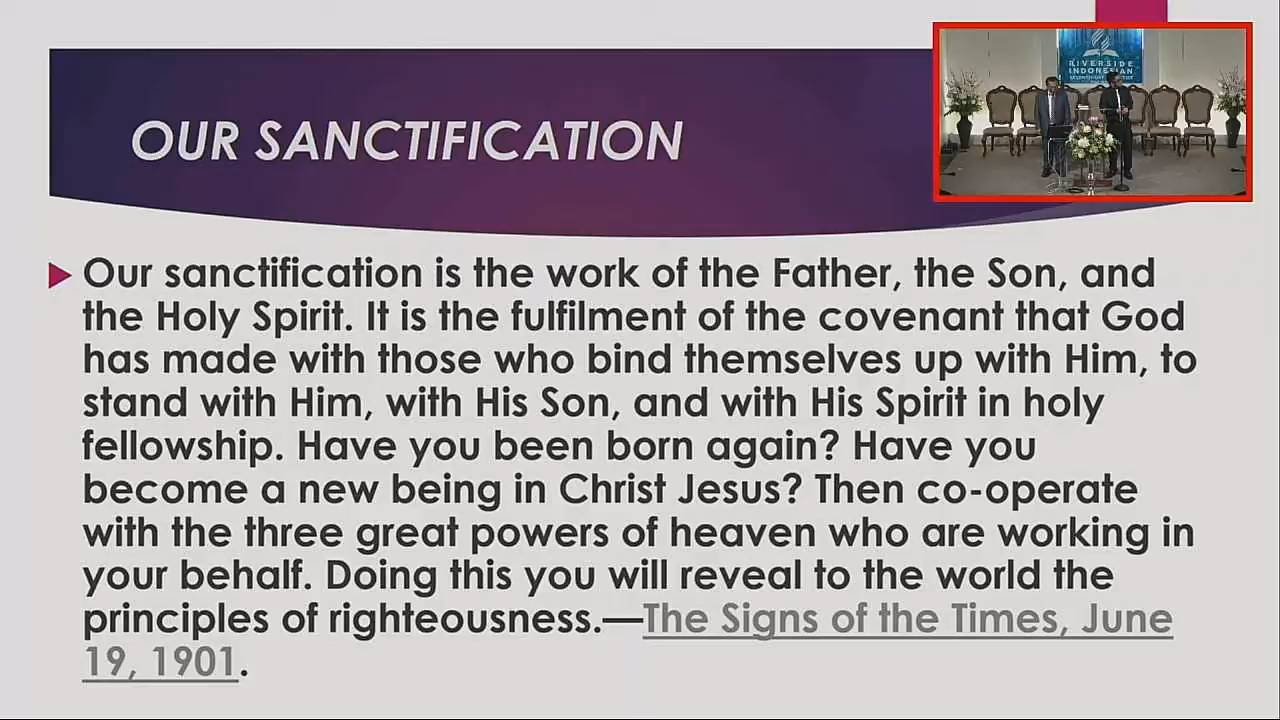 OUR SANCTIFICATION
RIVERSIDE
INDONESIAN
Our sanctification is the work of the Father, the Son, and
the Holy Spirit. It is the fulfilment of the covenant that God
has made with those who bind themselves up with Him, to
stand with Him, with His Son, and with His Spirit in holy
fellowship. Have you been born again? Have you
become a new being in Christ Jesus? Then co-operate
with the three great powers of heaven who are working in
your behalf. Doing this you will reveal to the world the
principles of righteousness.—The Signs of the Times, June
19, 1901.